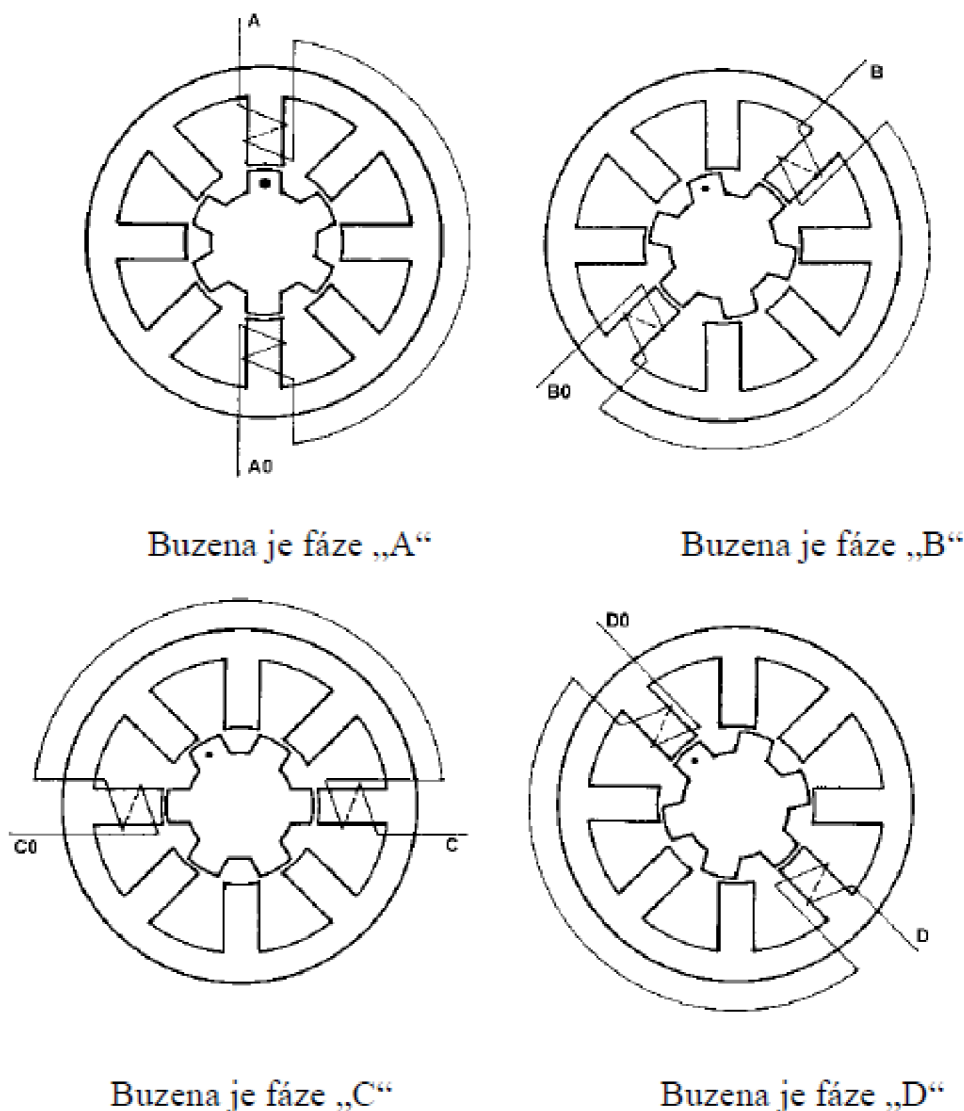 A
B
A0
B0
Buzena je fáze „A“
Buzena je fáze „B“
D0
C0
C
D
Buzena je fáze „C“
Buzena je fáze „D“